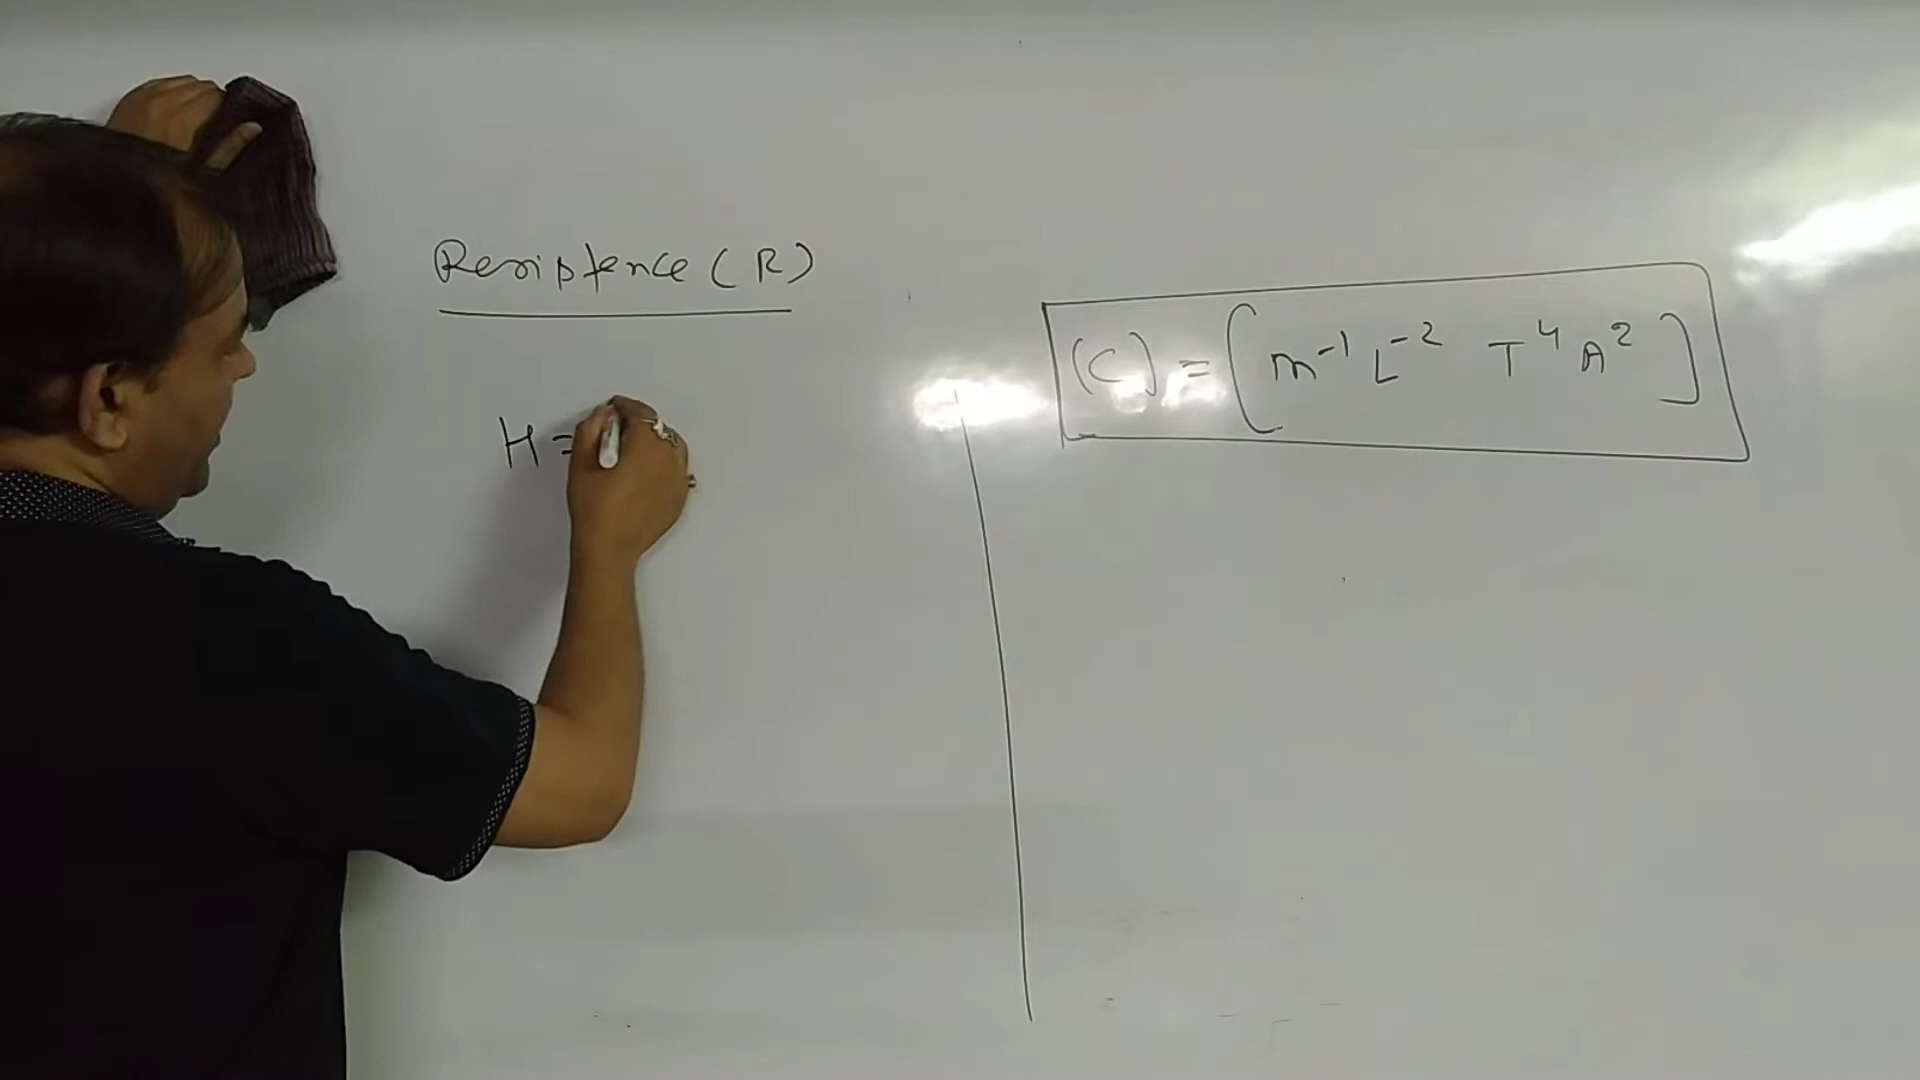 Resistence (R)
H =
(C) = [m⁻¹ L⁻² T⁴ A²]